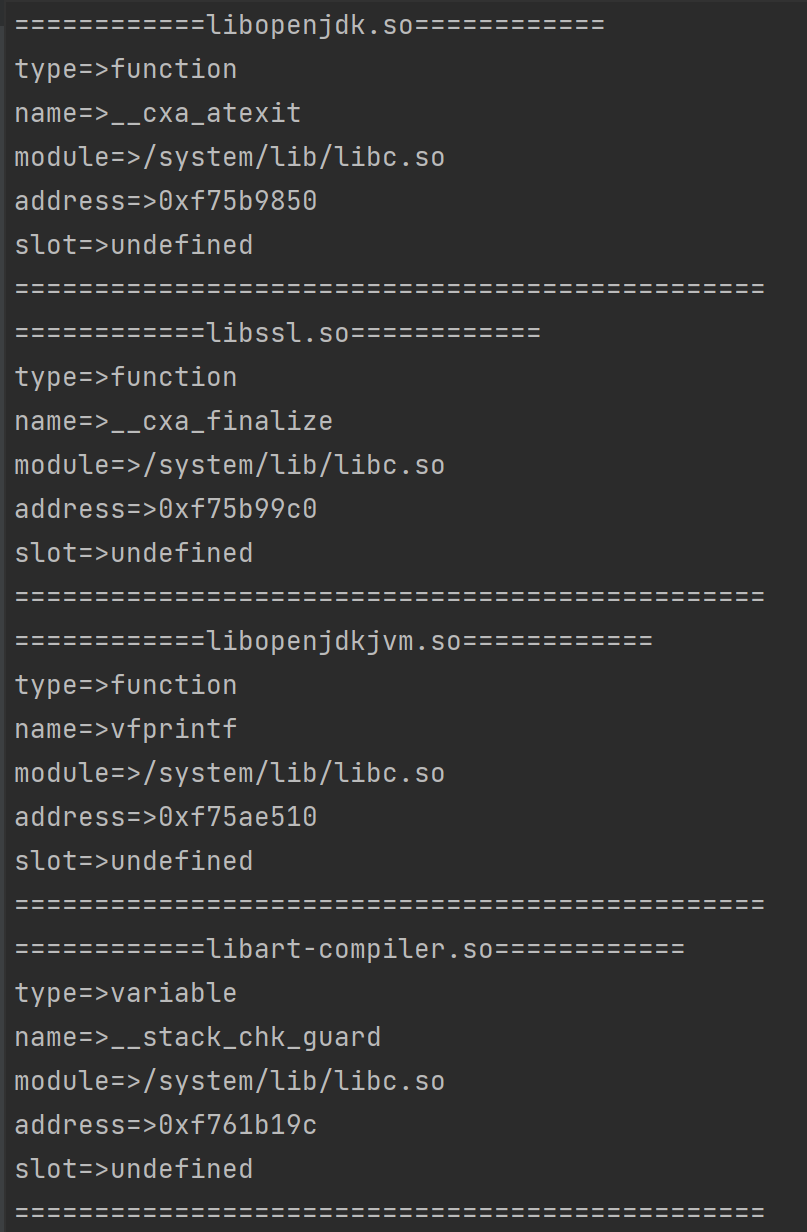 ============libopenjdk.so============
type=>function
name=>__cxa_atexit
module=>/system/lib/libc.so
address=>0xf75b9850
slot=>undefined
===============================================
============libssl.so============
type=>function
name=>__cxa_finalize
module=>/system/lib/libc.so
address=>0xf75b99c0
slot=>undefined
===============================================
============libopenjdkjvm.so============
type=>function
name=>vfprintf
module=>/system/lib/libc.so
address=>0xf75ae510
slot=>undefined
===============================================
============libart-compiler.so============
type=>variable
name=>__stack_chk_guard
module=>/system/lib/libc.so
address=>0xf761b19c
slot=>undefined
===============================================